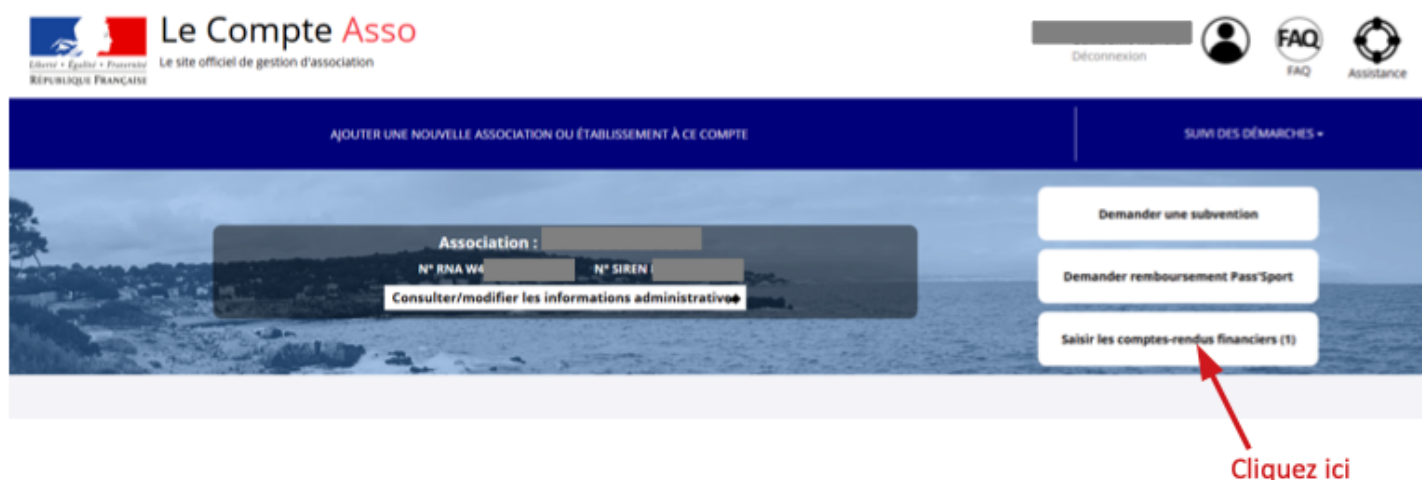 Le Compte Asso
Le site officiel de gestion d'association
Liberté • Égalité • Fraternité
RÉPUBLIQUE FRANÇAISE
Déconnexion
FAQ
FAQ
Assistance
AJOUTER UNE NOUVELLE ASSOCIATION OU ÉTABLISSEMENT À CE COMPTE
SUIVI DES DÉMARCHES
Association :
N° RNA W4 N° SIREN
Consulter/modifier les informations administratives
Demander une subvention
Demander remboursement Pass'Sport
Saisir les comptes-rendus financiers (1)
Cliquez ici